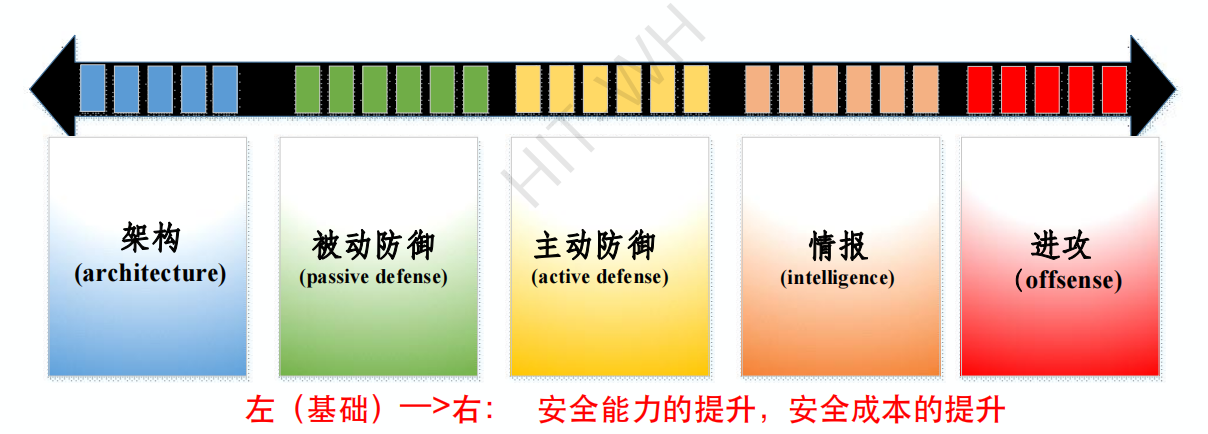 HIT WH
架构
(architecture)
被动防御
(passive defense)
主动防御
(active defense)
情报
(intelligence)
进攻
（offsense)
左（基础）—>右： 安全能力的提升，安全成本的提升